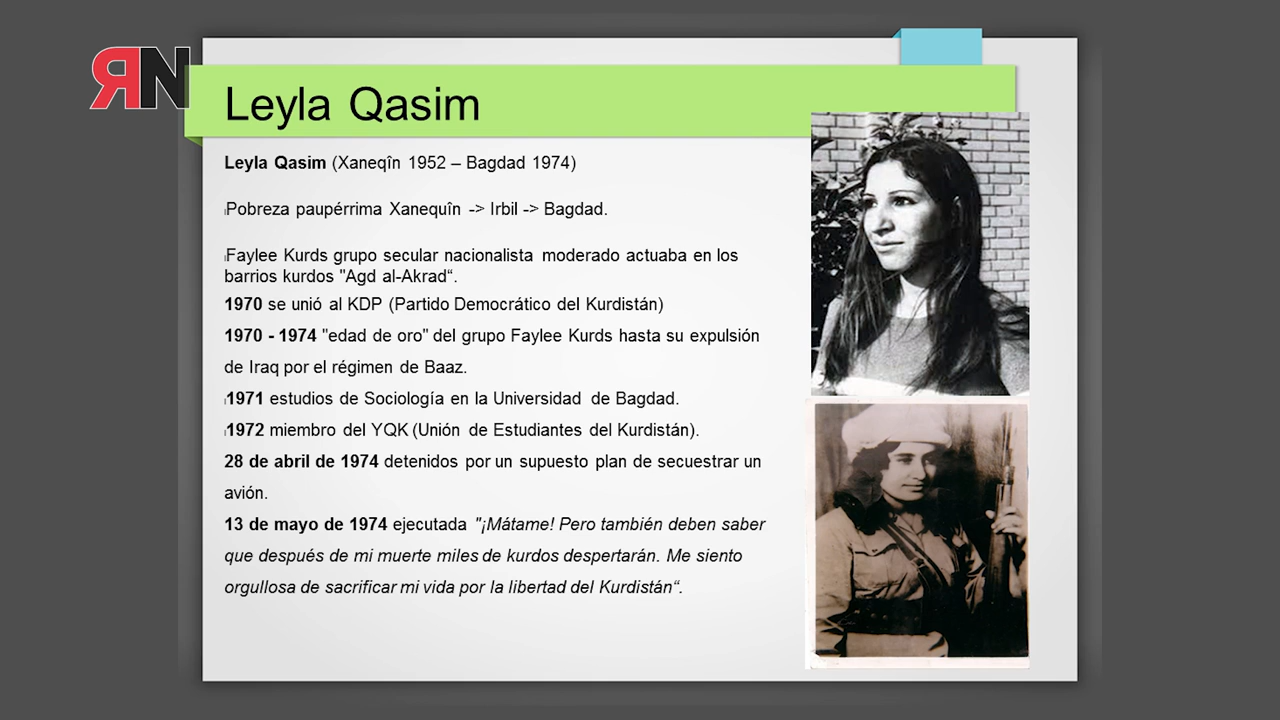 ЯN
Leyla Qasim
Leyla Qasim (Xaneqîn 1952 – Bagdad 1974)
Pobreza paupérrima Xanequîn -> Irbil -> Bagdad.
Faylee Kurds grupo secular nacionalista moderado actuaba en los
barrios kurdos "Agd al-Akrad“.
1970 se unió al KDP (Partido Democrático del Kurdistán)
1970 - 1974 "edad de oro" del grupo Faylee Kurds hasta su expulsión
de Iraq por el régimen de Baaz.
1971 estudios de Sociología en la Universidad de Bagdad.
1972 miembro del YQK (Unión de Estudiantes del Kurdistán).
28 de abril de 1974 detenidos por un supuesto plan de secuestrar un
avión.
13 de mayo de 1974 ejecutada "¡Mátame! Pero también deben saber
que después de mi muerte miles de kurdos despertarán. Me siento
orgullosa de sacrificar mi vida por la libertad del Kurdistán“.